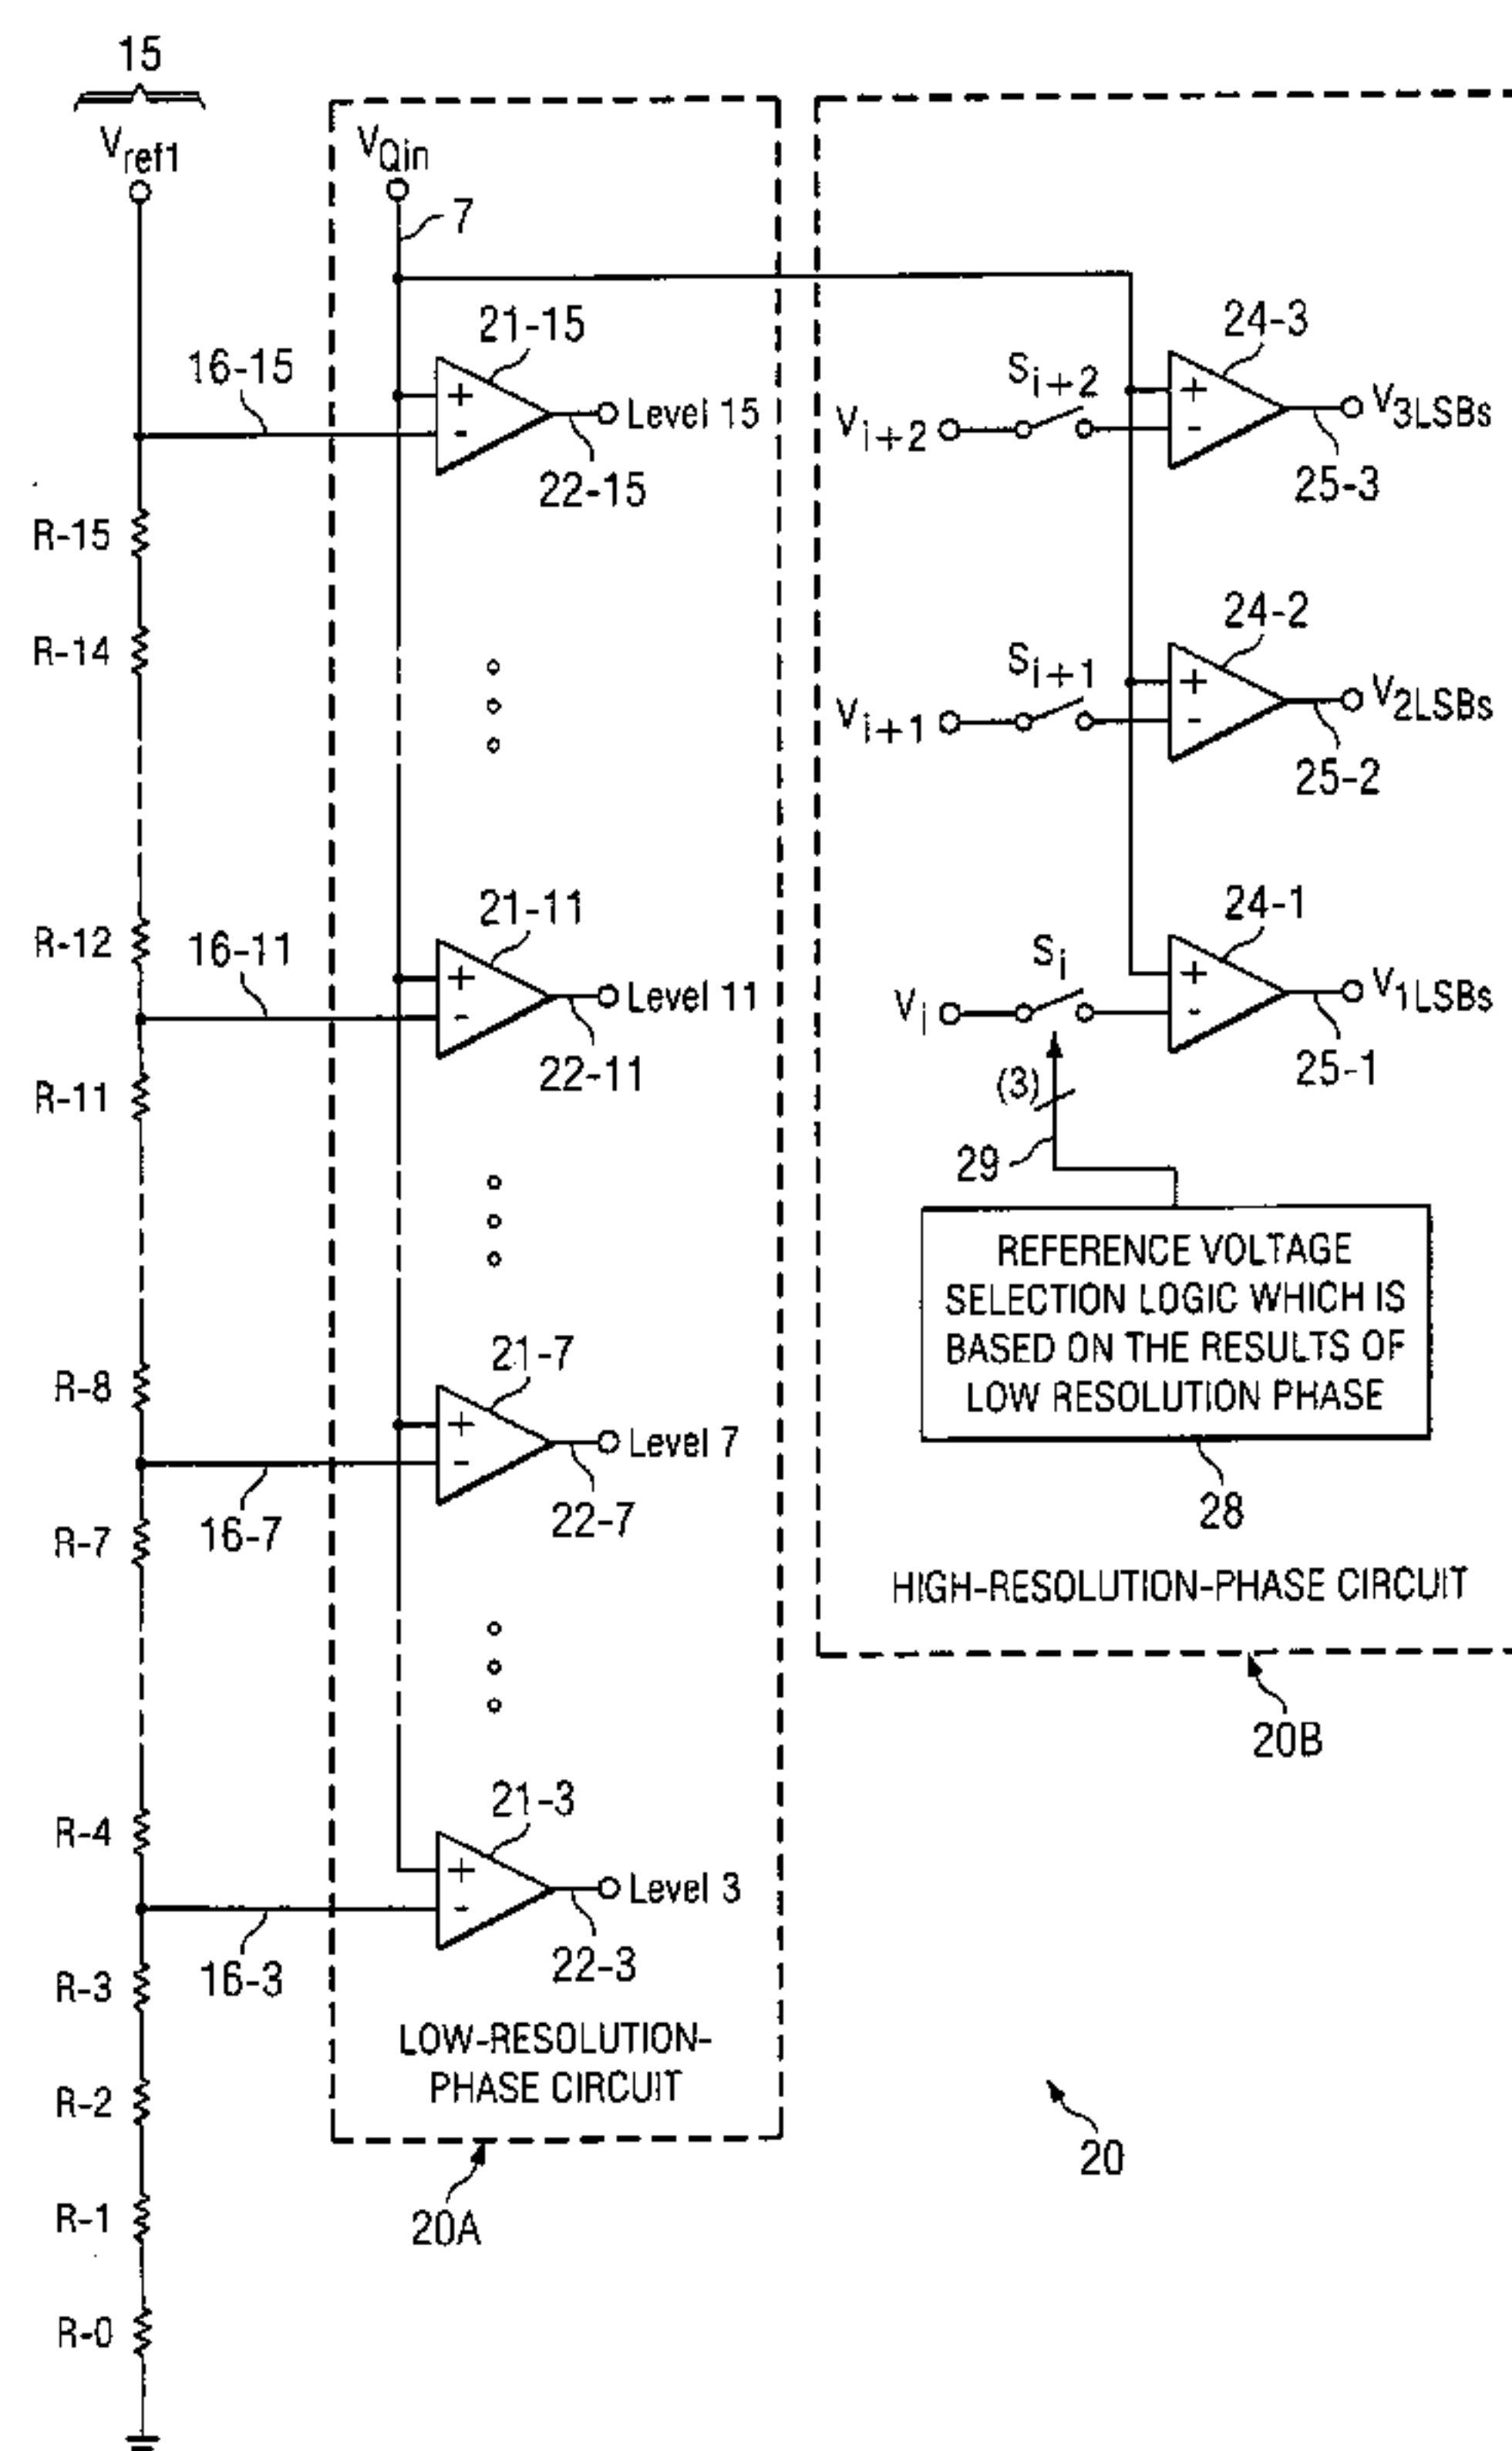 15
Vref1
VQin
7
21-15
16-15
+
-
Level 15
22-15
R-15
R-14
21-11
R-12
16-11
+
-
Level 11
22-11
R-11
21-7
R-8
+
-
Level 7
16-7
22-7
R-7
21-3
R-4
+
-
Level 3
16-3
22-3
R-3
R-2
R-1
R-0
LOW-RESOLUTION-
PHASE CIRCUIT
20A
24-3
Si+2
Vi+2
+
-
V3LSBs
25-3
24-2
Si+1
Vi+1
+
-
V2LSBs
25-2
24-1
Si
Vi
+
-
V1LSBs
25-1
(3)
29
REFERENCE VOLTAGE
SELECTION LOGIC WHICH IS
BASED ON THE RESULTS OF
LOW RESOLUTION PHASE
28
HIGH-RESOLUTION-PHASE CIRCUIT
20B
20